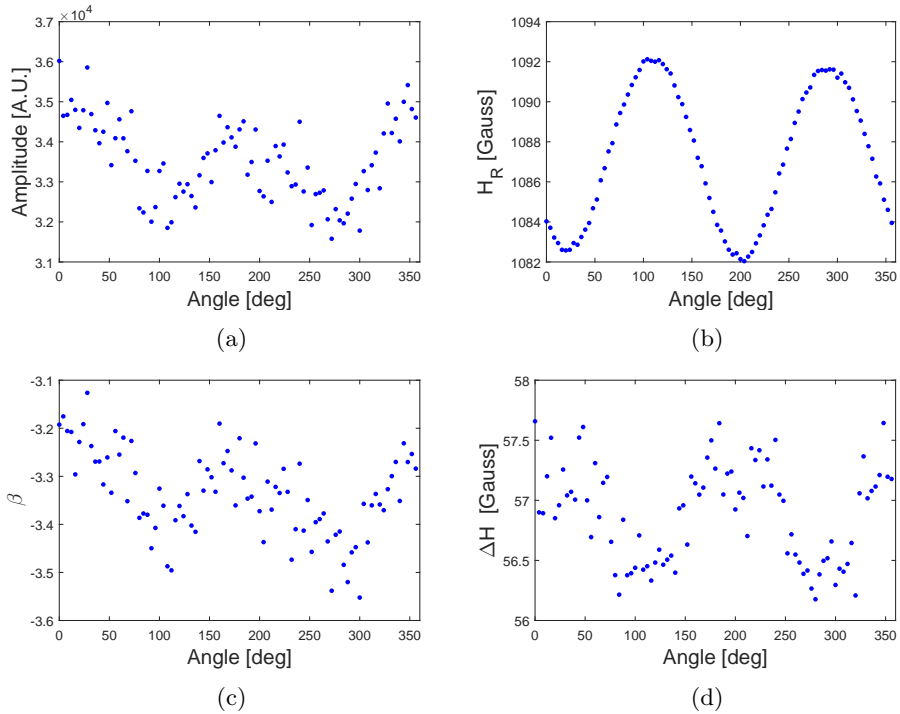 ×10⁴
3.7
3.6
3.5
3.4
3.3
3.2
3.1
Amplitude [A.U.]
0 50 100 150 200 250 300 350
Angle [deg]
(a)
1094
1092
1090
1088
1086
1084
1082
H_R [Gauss]
0 50 100 150 200 250 300 350
Angle [deg]
(b)
-3.1
-3.2
-3.3
-3.4
-3.5
-3.6
β
0 50 100 150 200 250 300 350
Angle [deg]
(c)
58
57.5
57
56.5
56
ΔH [Gauss]
0 50 100 150 200 250 300 350
Angle [deg]
(d)